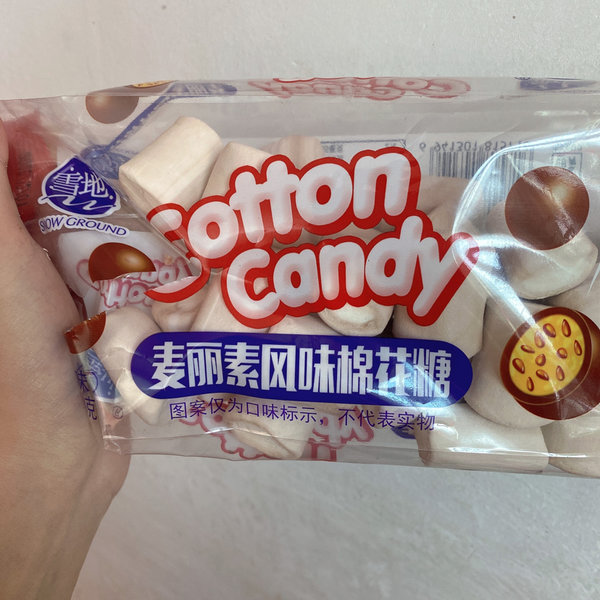 雪地
SNOW GROUND
Cotton
Candy
麦丽素风味棉花糖
图案仅为口味标示，不代表实物
克